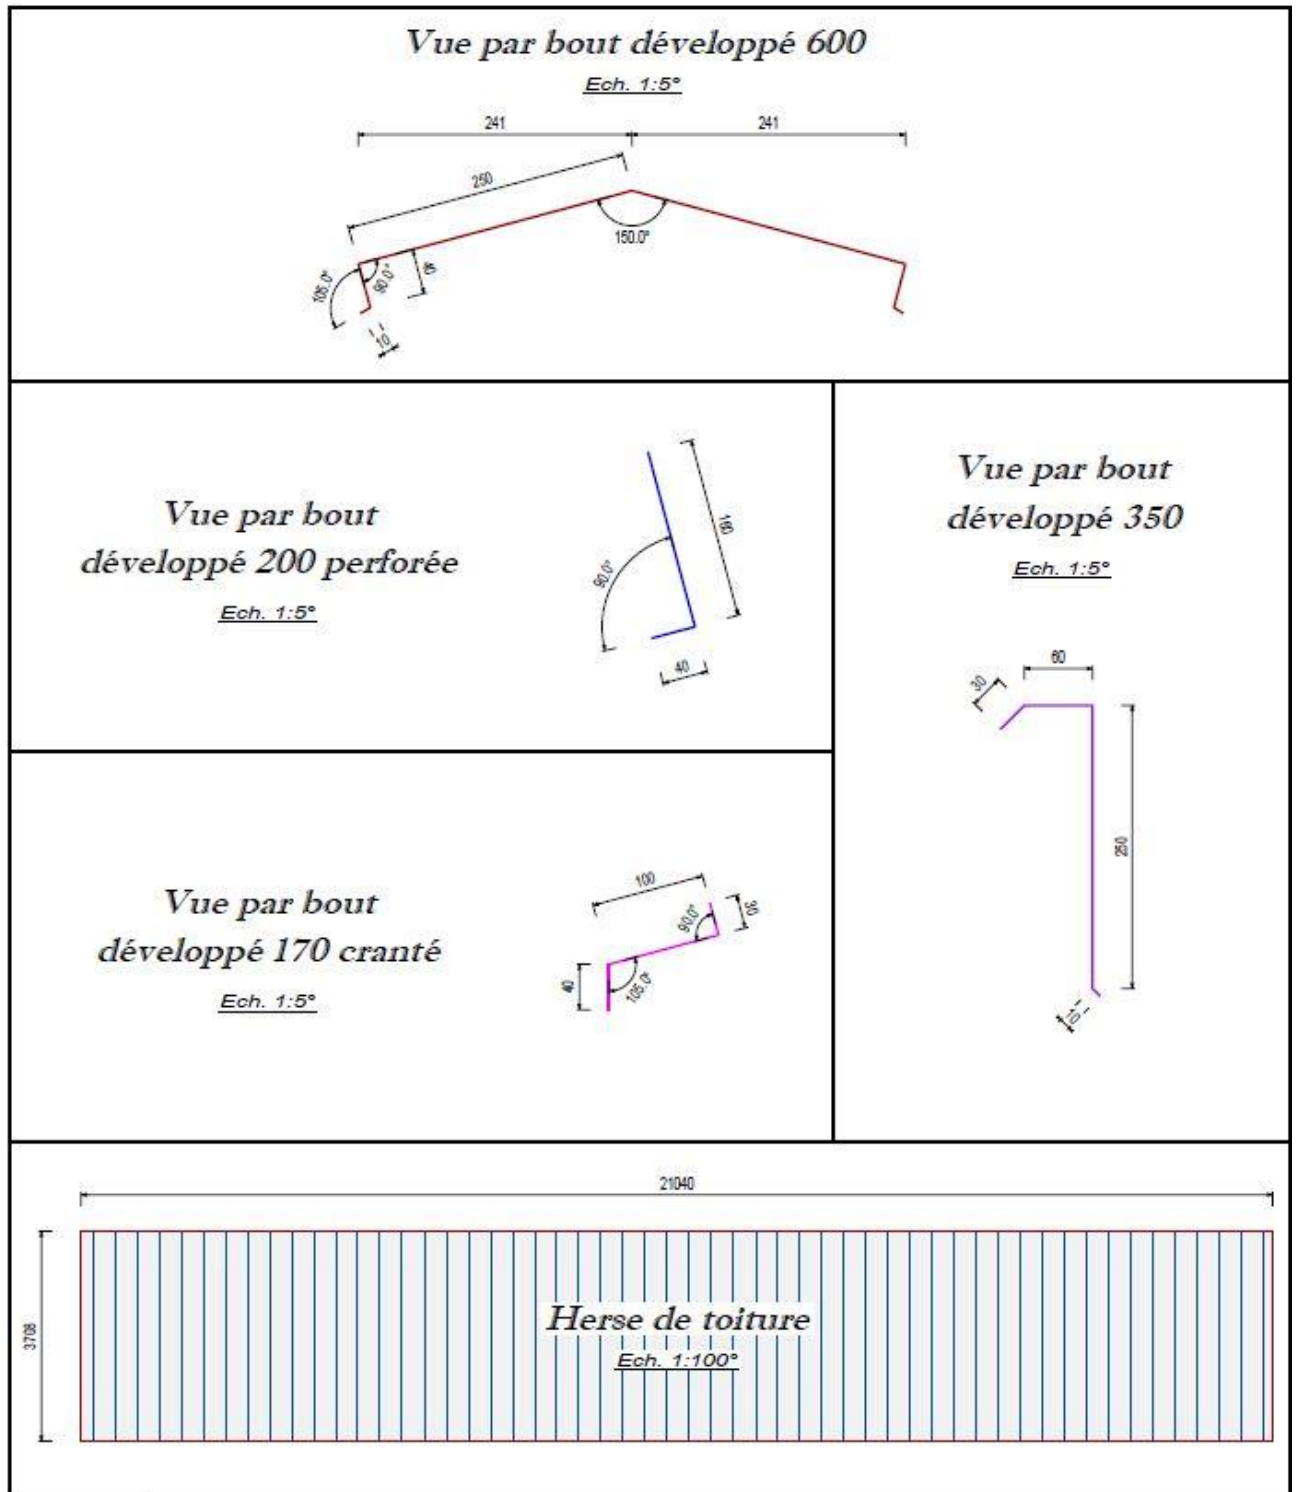 Vue par bout développé 600
Ech. 1:5°
241
241
250
150.0°
105.0°
90.0°
10
Vue par bout
développé 200 perforée
Ech. 1:5°
160
90.0°
40
Vue par bout
développé 350
Ech. 1:5°
60
30
250
10
Vue par bout
développé 170 cranté
Ech. 1:5°
100
30
90.0°
40
105.0°
21040
3708
Herse de toiture
Ech. 1:100°